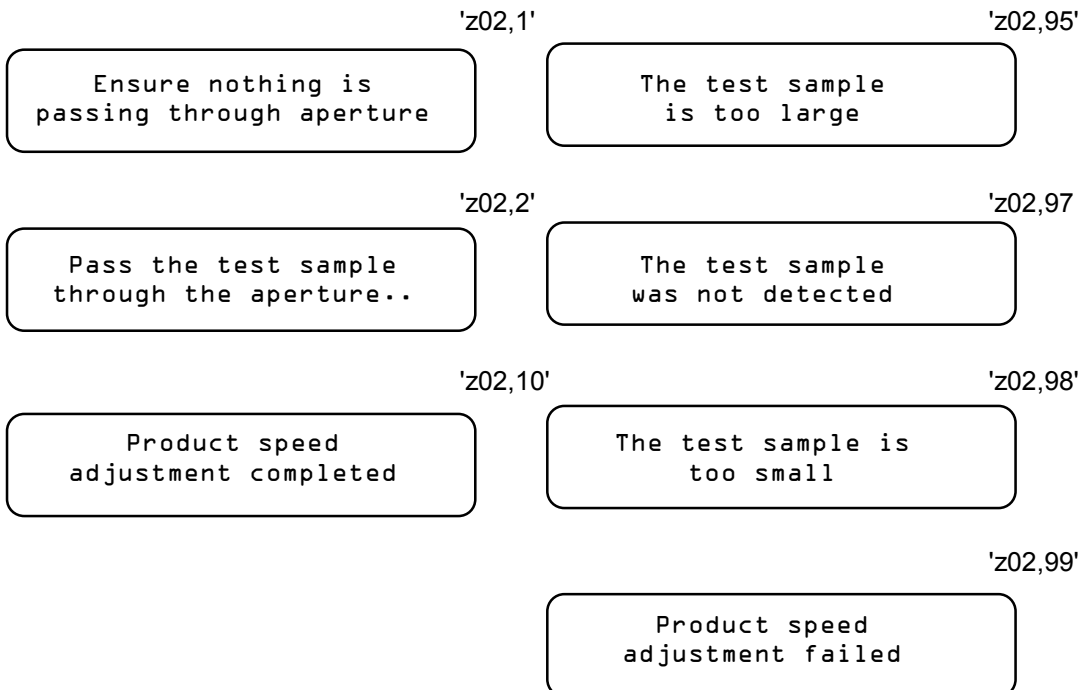 'z02,1'
Ensure nothing is
passing through aperture
'z02,2'
Pass the test sample
through the aperture..
'z02,10'
Product speed
adjustment completed
'z02,95'
The test sample
is too large
'z02,97
The test sample
was not detected
'z02,98'
The test sample is
too small
'z02,99'
Product speed
adjustment failed